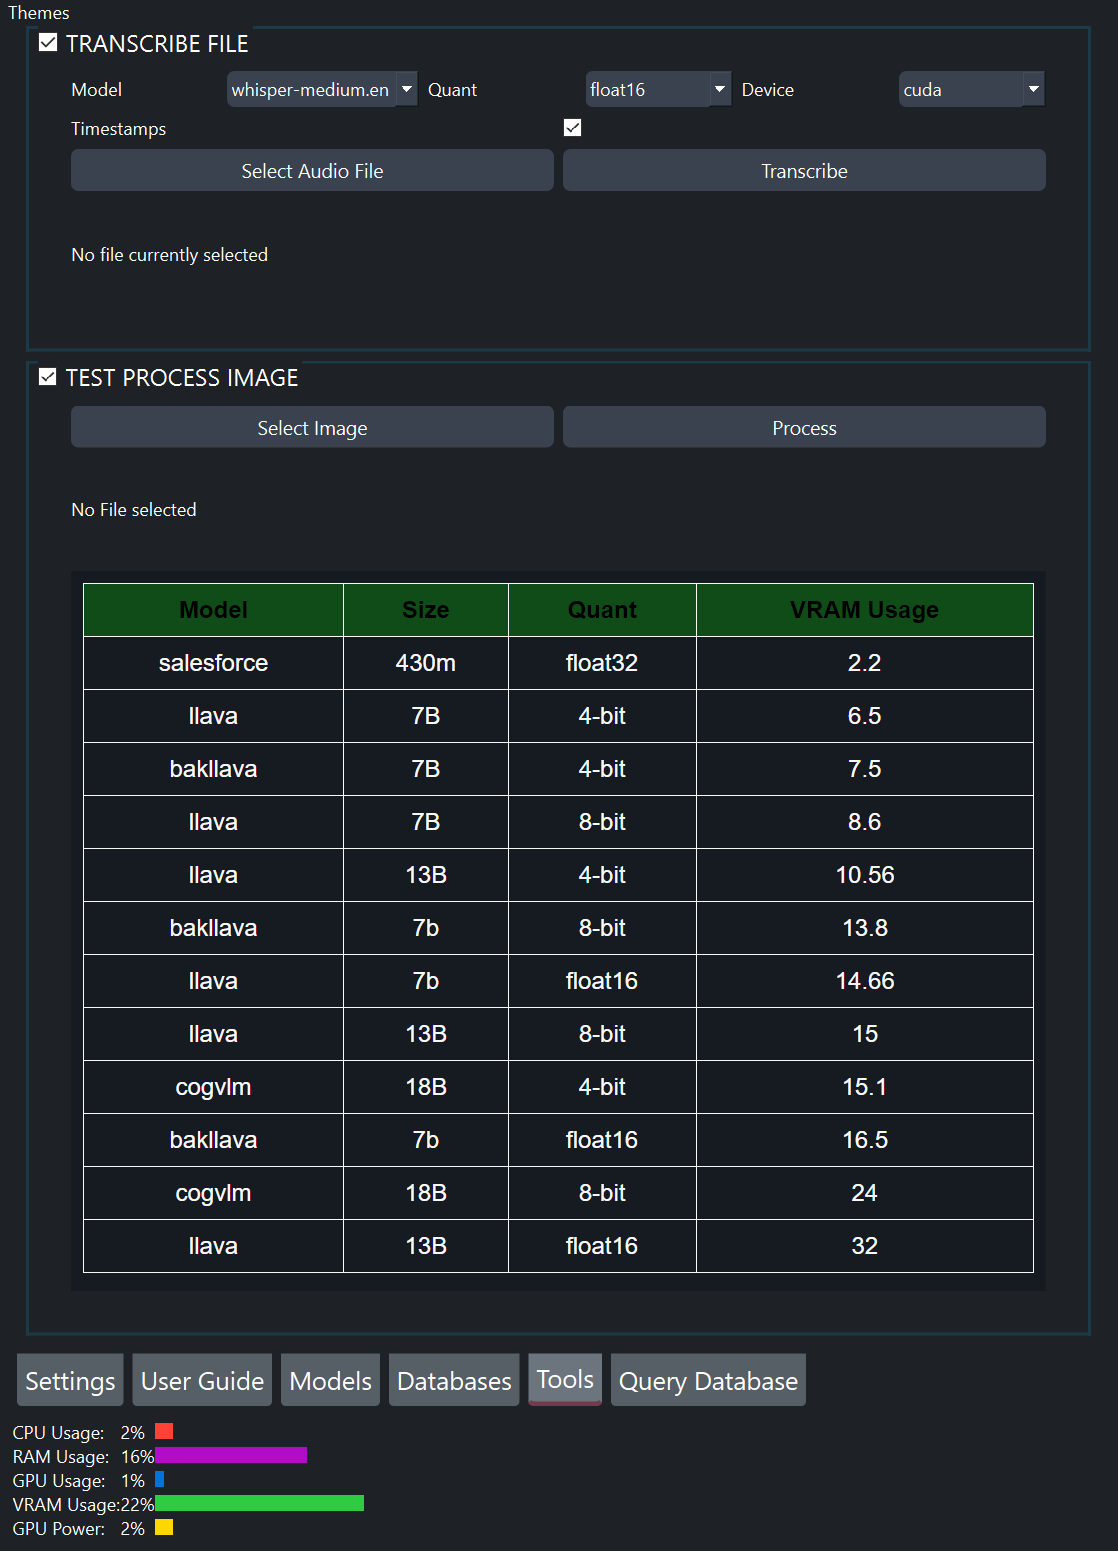 Themes
TRANSCRIBE FILE
Model whisper-medium.en Quant float16 Device cuda
Timestamps
Select Audio File Transcribe
No file currently selected
TEST PROCESS IMAGE
Select Image Process
No File selected
Model Size Quant VRAM Usage
salesforce 430m float32 2.2
llava 7B 4-bit 6.5
bakllava 7B 4-bit 7.5
llava 7B 8-bit 8.6
llava 13B 4-bit 10.56
bakllava 7b 8-bit 13.8
llava 7b float16 14.66
llava 13B 8-bit 15
cogvlm 18B 4-bit 15.1
bakllava 7b float16 16.5
cogvlm 18B 8-bit 24
llava 13B float16 32
Settings User Guide Models Databases Tools Query Database
CPU Usage: 2%
RAM Usage: 16%
GPU Usage: 1%
VRAM Usage:22%
GPU Power: 2%